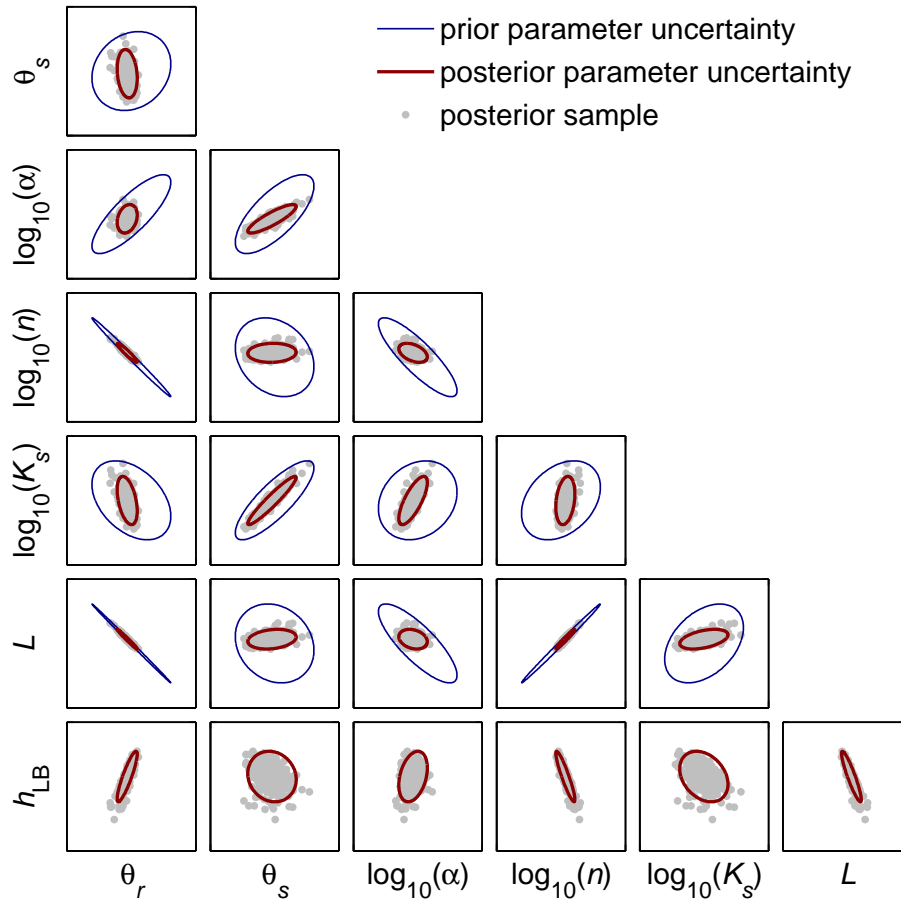 prior parameter uncertainty
posterior parameter uncertainty
posterior sample
θs
log10(α)
log10(n)
log10(Ks)
L
hLB
θr
θs
log10(α)
log10(n)
log10(Ks)
L